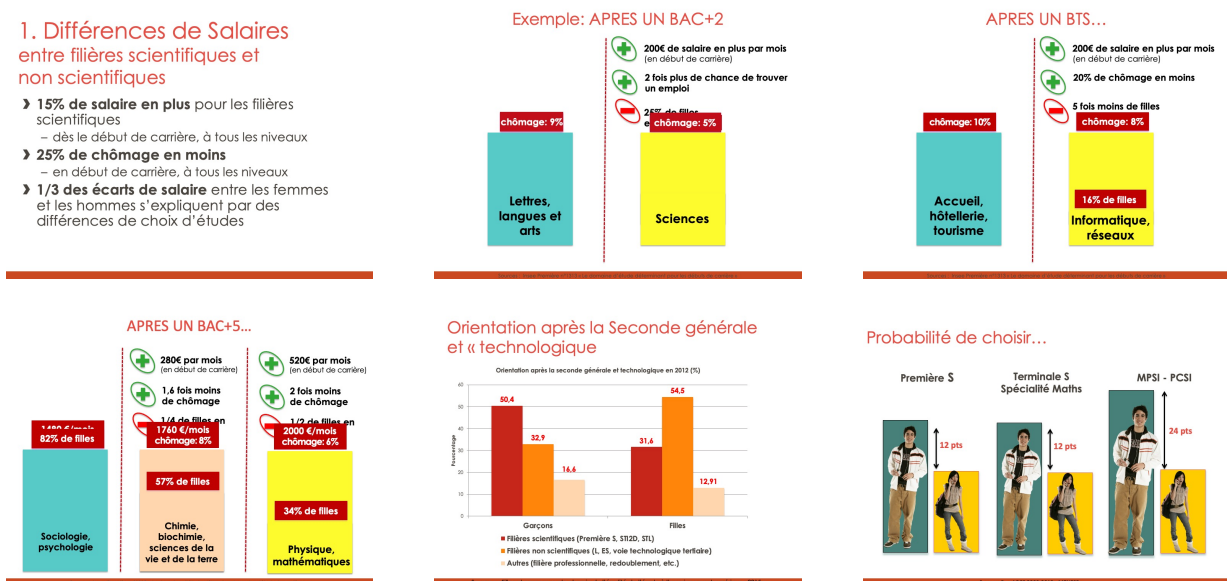 1. Différences de Salaires
entre filières scientifiques et
non scientifiques
❱ 15% de salaire en plus pour les filières
scientifiques
– dès le début de carrière, à tous les niveaux
❱ 25% de chômage en moins
– en début de carrière, à tous les niveaux
❱ 1/3 des écarts de salaire entre les femmes
et les hommes s’expliquent par des
différences de choix d’études
Exemple: APRES UN BAC+2
200€ de salaire en plus par mois
(en début de carrière)
2 fois plus de chance de trouver
un emploi
25% de filles
chômage: 9%
chômage: 5%
Lettres,
langues et
arts
Sciences
APRES UN BTS…
200€ de salaire en plus par mois
(en début de carrière)
20% de chômage en moins
5 fois moins de filles
chômage: 10%
chômage: 8%
16% de filles
Accueil,
hôtellerie,
tourisme
Informatique,
réseaux
APRES UN BAC+5…
280€ par mois
(en début de carrière)
1,6 fois moins
de chômage
1/4 de filles en
520€ par mois
(en début de carrière)
2 fois moins
de chômage
1/2 de filles en
82% de filles
1760 €/mois
chômage: 8%
2000 €/mois
chômage: 6%
57% de filles
34% de filles
Sociologie,
psychologie
Chimie,
biochimie,
sciences de la
vie et de la terre
Physique,
mathématiques
Orientation après la Seconde générale
et « technologique
Orientation après la seconde générale et technologique en 2012 (%)
Pourcentage
60
50
40
30
20
10
0
50,4
32,9
16,6
31,6
54,5
12,91
Garçons
Filles
Filières scientifiques (Première S, STI2D, STL)
Filières non scientifiques (L, ES, voie technologique tertiaire)
Autres (filière professionnelle, redoublement, etc.)
Probabilité de choisir…
Première S
Terminale S
Spécialité Maths
MPSI - PCSI
12 pts
12 pts
24 pts